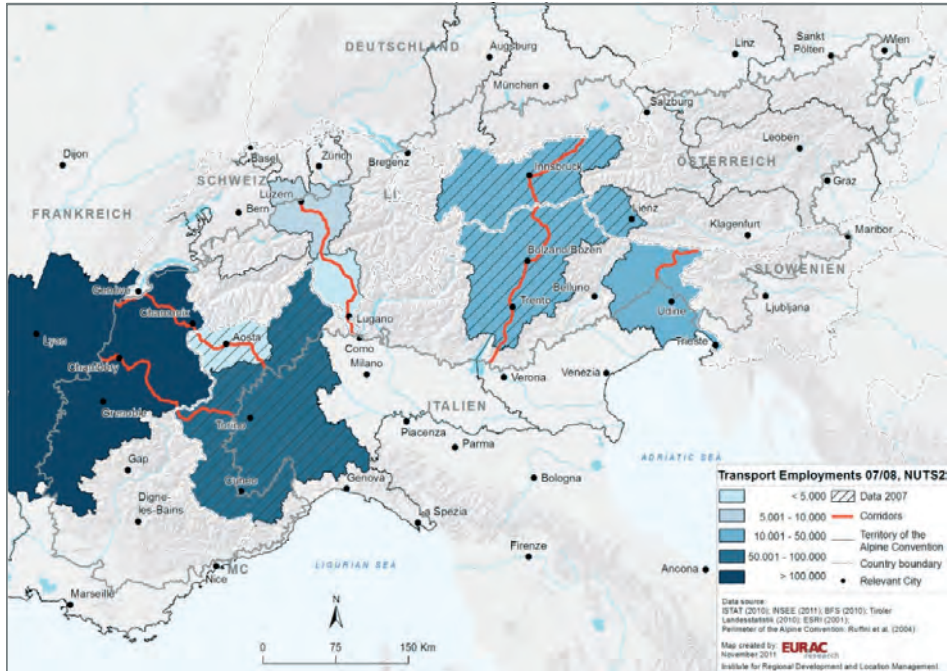 DEUTSCHLAND
Augsburg
München
Linz
Sankt
Pölten
Wien
Salzburg
Dijon
Basel
Zürich
Bregenz
Leoben
SCHWEIZ
LI
Innsbruck
ÖSTERREICH
Luzern
Bern
Graz
FRANKREICH
Lienz
Klagenfurt
Maribor
Bolzano/Bozen
SLOWENIEN
Genève
Chamonix
Trento
Belluno
Ljubljana
Lugano
Udine
Lyon
Aosta
Como
Trieste
Milano
Chambéry
Verona
Venezia
Grenoble
ITALIEN
Torino
Piacenza
Parma
ADRIATIC SEA
Gap
Cuneo
Genova
Bologna
Digne-
les-Bains
La Spezia
MC
Nice
LIGURIAN SEA
Firenze
Ancona
Marseille
N
0 75 150 Km
Transport Employments 07/08, NUTS2
< 5.000
Data 2007
5.001 - 10.000
Corridors
10.001 - 50.000
Territory of the
Alpine Convention
50.001 - 100.000
Country boundary
> 100.000
Relevant City
Data source:
ISTAT (2010); INSEE (2011); BFS (2010); Tiroler
Landesstatistik (2010); ESRI (2001);
Perimeter of the Alpine Convention: Ruffini et al. (2004)
Map created by: EURAC
November 2011 research
Institute for Regional Development and Location Management